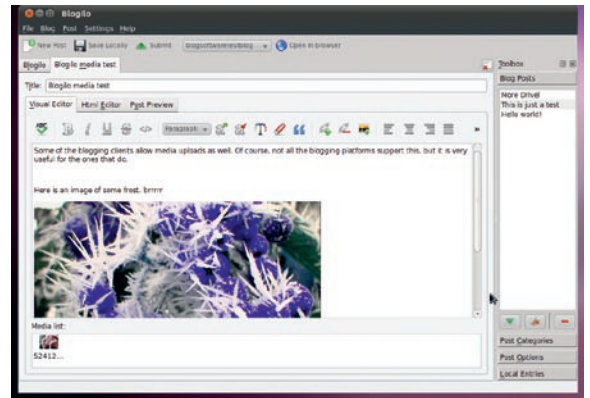 Blogilo
File Blog Post Settings Help
New Post Save Locally Submit blogsoftwaretestblog Open in browser
Blogilo Blogilo media test
Title: Blogilo media test
Visual Editor Html Editor Post Preview
Paragraph
Some of the blogging clients allow media uploads as well. Of course, not all the blogging platforms support this, but it is very
useful for the ones that do.
Here is an image of some frost. brrrrr
Media list:
52412...
Toolbox
Blog Posts
More Drivel
This is just a test
Hello world!
Post Categories
Post Options
Local Entries